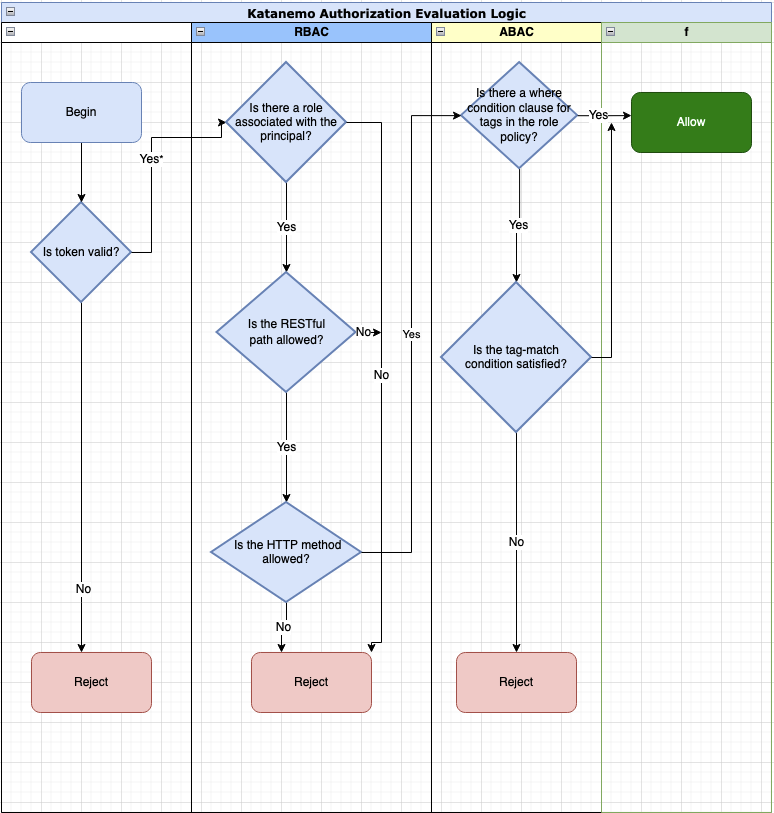 Katanemo Authorization Evaluation Logic
RBAC
ABAC
f
Begin
Yes*
Is token valid?
No
Reject
Is there a role
associated with the
principal?
Yes
Is the RESTful
path allowed?
No
No
Yes
Is the HTTP method
allowed?
No
Reject
Yes
Is there a where
condition clause for
tags in the role
policy?
Yes
Yes
Is the tag-match
condition satisfied?
No
Reject
Allow